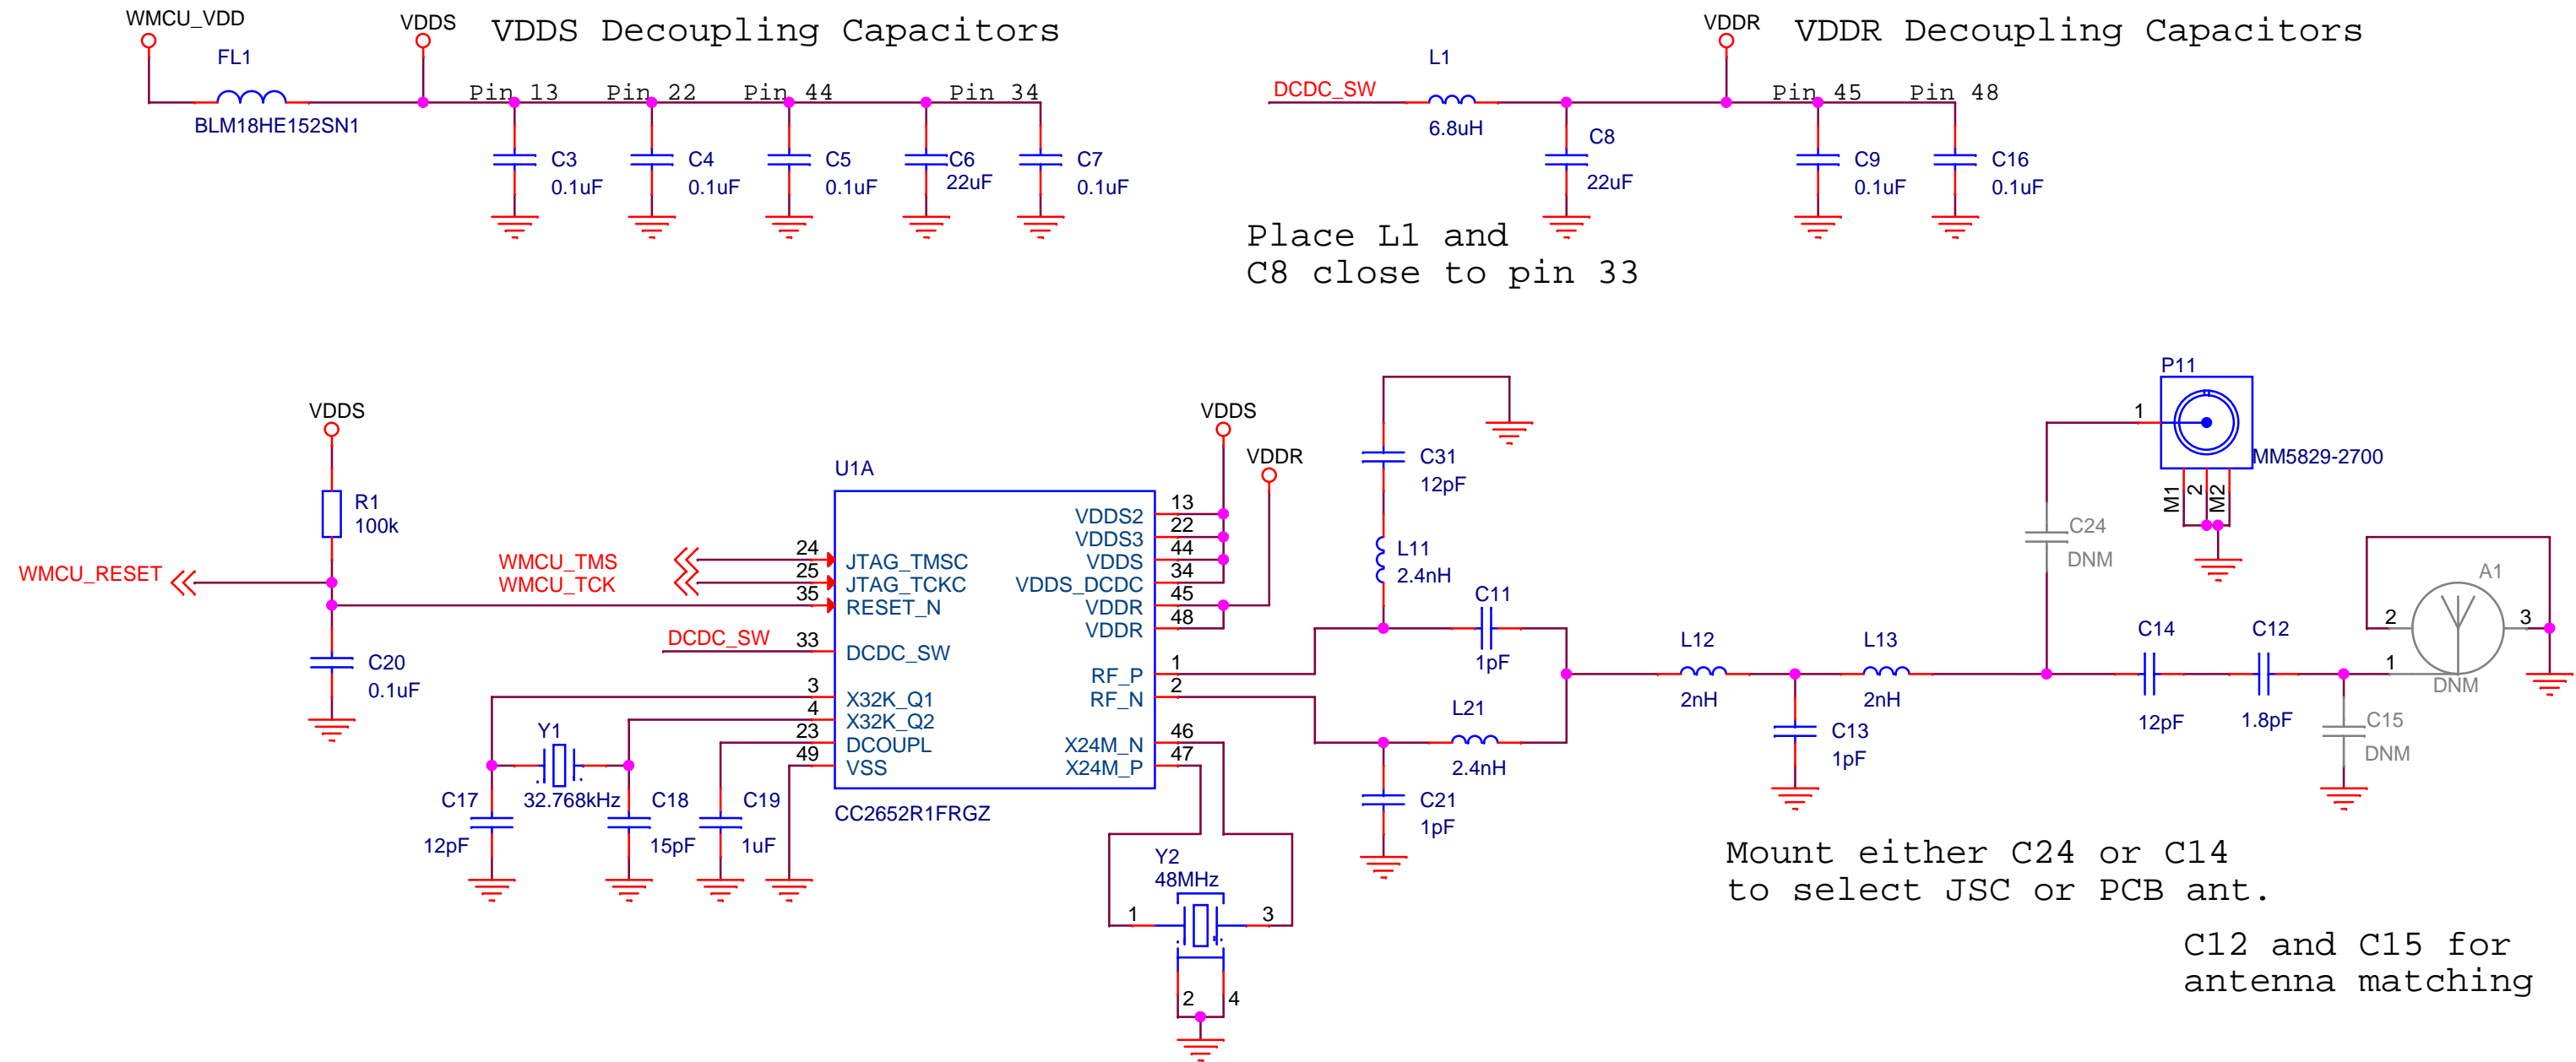 WMCU_VDD
VDDS
VDDS Decoupling Capacitors
FL1
BLM18HE152SN1
Pin 13
Pin 22
Pin 44
Pin 34
C3
0.1uF
C4
0.1uF
C5
0.1uF
C6
22uF
C7
0.1uF
VDDR
VDDR Decoupling Capacitors
DCDC_SW
L1
6.8uH
Pin 45
Pin 48
C8
22uF
C9
0.1uF
C16
0.1uF
Place L1 and
C8 close to pin 33
VDDS
R1
100k
WMCU_RESET
C20
0.1uF
WMCU_TMS
WMCU_TCK
DCDC_SW
U1A
24
JTAG_TMSC
25
JTAG_TCKC
35
RESET_N
33
DCDC_SW
3
X32K_Q1
4
X32K_Q2
23
DCOUPL
49
VSS
VDDS2
13
VDDS3
22
VDDS
44
VDDS_DCDC
34
VDDR
45
VDDR
48
RF_P
1
RF_N
2
X24M_N
46
X24M_P
47
CC2652R1FRGZ
VDDS
VDDR
Y1
32.768kHz
C17
12pF
C18
15pF
C19
1uF
Y2
48MHz
1
3
2
4
C31
12pF
L11
2.4nH
C11
1pF
L21
2.4nH
C21
1pF
L12
2nH
C13
1pF
L13
2nH
P11
1
MM5829-2700
M1
2
M2
C24
DNM
C14
12pF
C12
1.8pF
C15
DNM
A1
2
3
1
DNM
Mount either C24 or C14
to select JSC or PCB ant.
C12 and C15 for
antenna matching